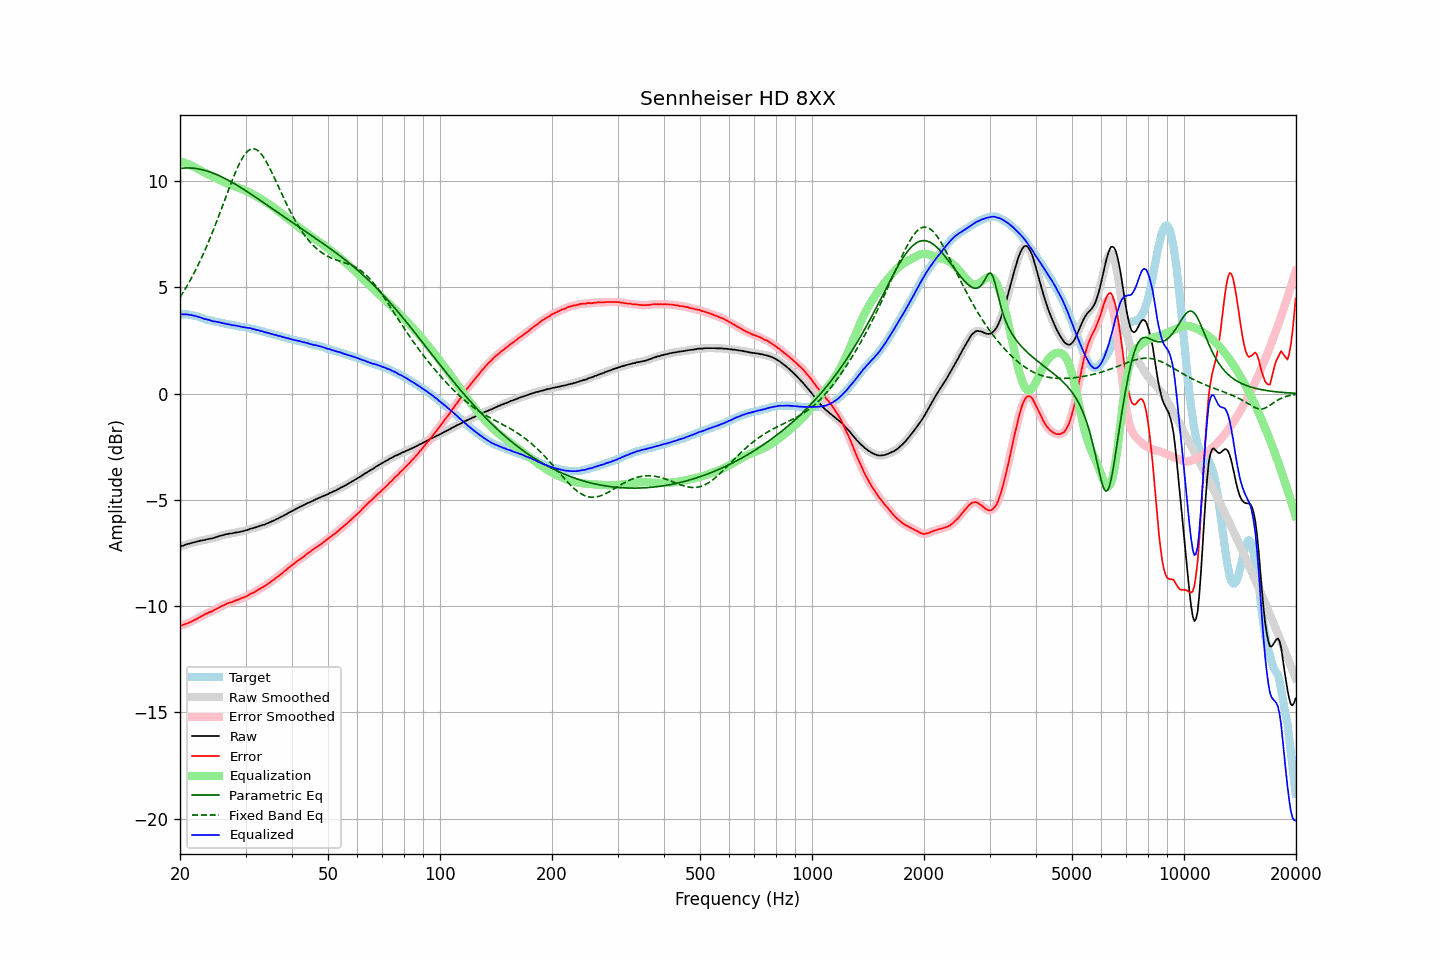 Sennheiser HD 8XX
Amplitude (dBr)
10
5
0
−5
−10
−15
−20
Target
Raw Smoothed
Error Smoothed
Raw
Error
Equalization
Parametric Eq
Fixed Band Eq
Equalized
20
50
100
200
500
1000
2000
5000
10000
20000
Frequency (Hz)